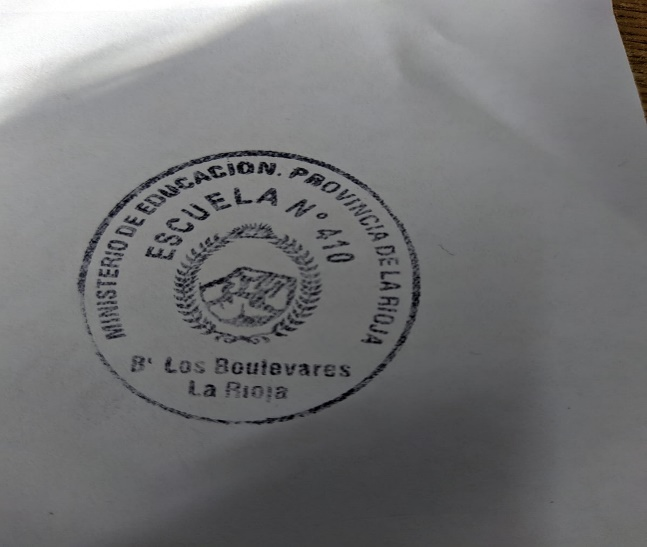 MINISTERIO DE EDUCACION. PROVINCIA DE LA RIOJA
ESCUELA N° 410
B° Los Boulevares
La Rioja